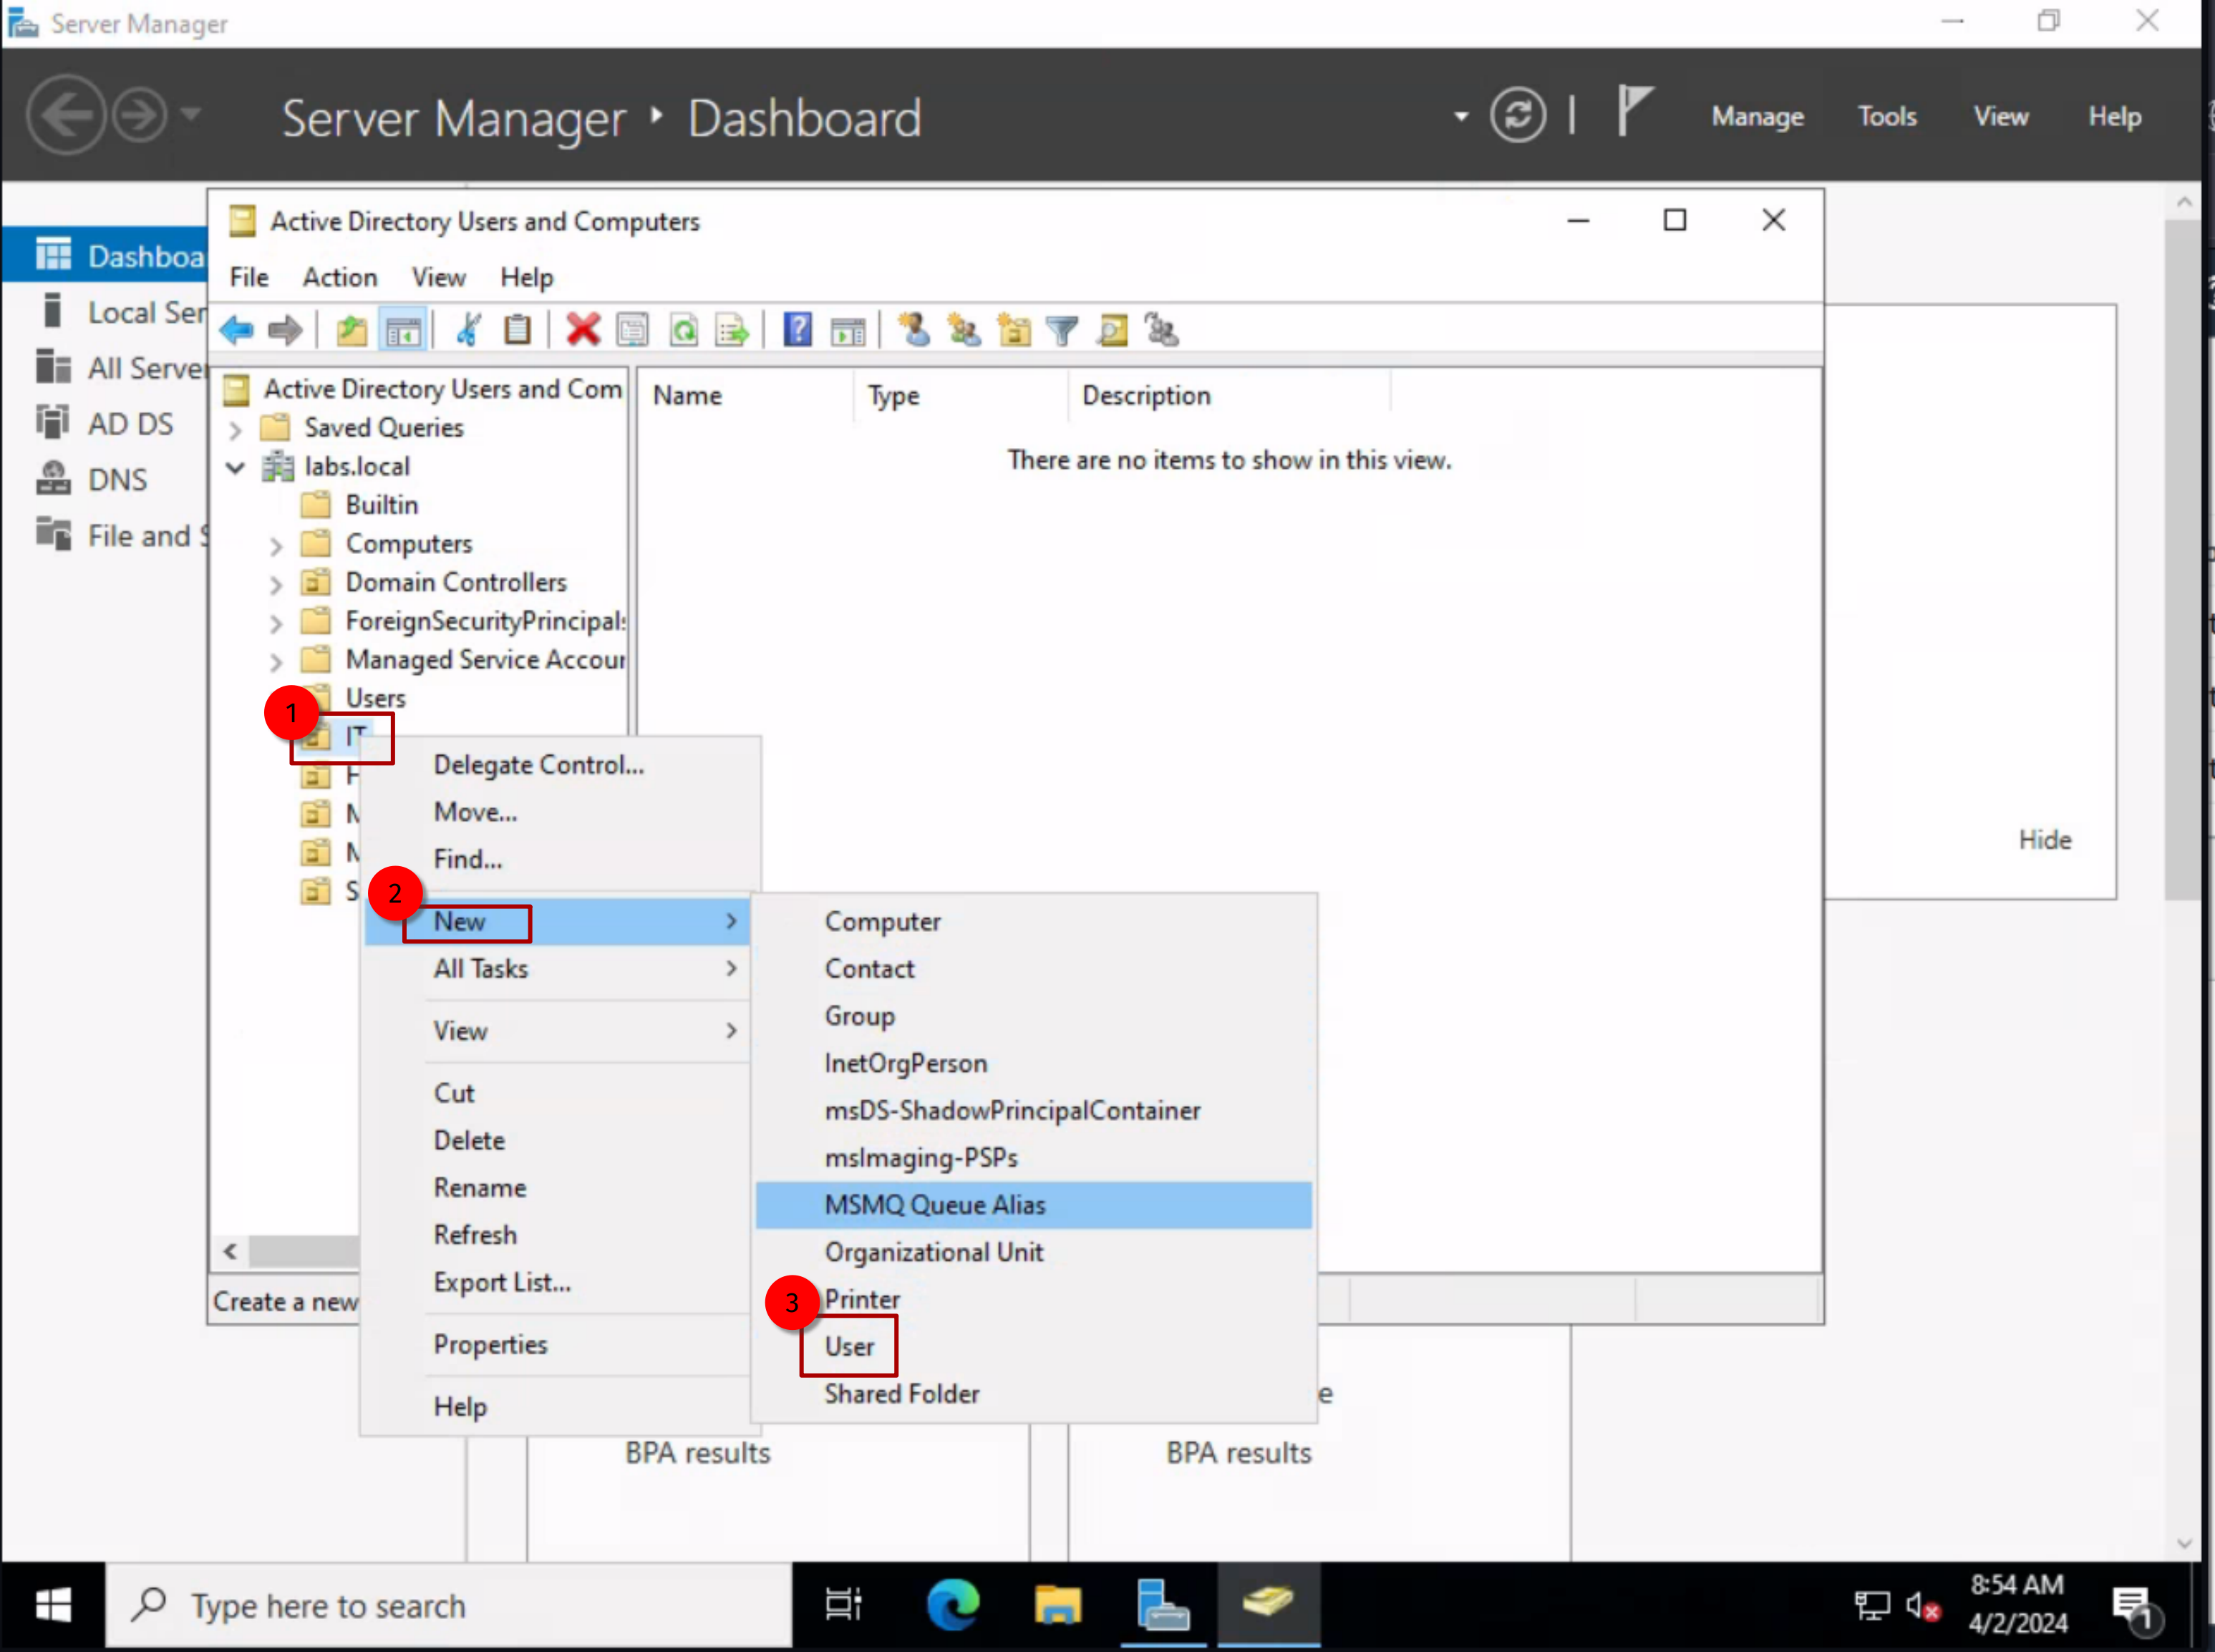 Server Manager
Server Manager ‣ Dashboard
Manage Tools View Help
Active Directory Users and Computers
File Action View Help
Dashboa
Local Ser
All Server
AD DS
DNS
File and S
Active Directory Users and Com
Saved Queries
labs.local
Builtin
Computers
Domain Controllers
ForeignSecurityPrincipals
Managed Service Accoun
Users
1
IT
Name Type Description
There are no items to show in this view.
Delegate Control...
Move...
Find...
2
New
All Tasks
View
Cut
Delete
Rename
Refresh
Export List...
Properties
Help
Computer
Contact
Group
InetOrgPerson
msDS-ShadowPrincipalContainer
msImaging-PSPs
MSMQ Queue Alias
Organizational Unit
3
Printer
User
Shared Folder
Create a new
Hide
BPA results
BPA results
Type here to search
8:54 AM
4/2/2024
1